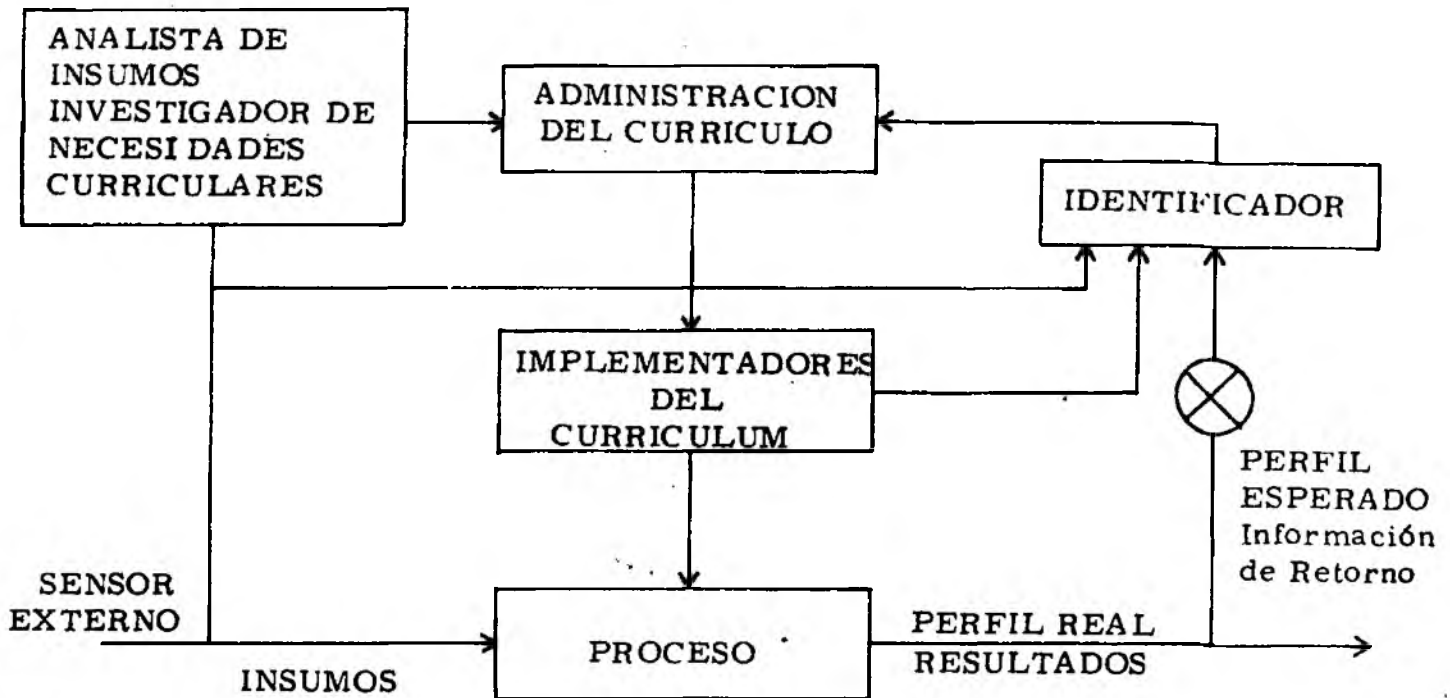 ANALISTA DE
INSUMOS
INVESTIGADOR DE
NECESIDADES
CURRICULARES
ADMINISTRACION
DEL CURRICULO
IDENTIFICADOR
IMPLEMENTADORES
DEL
CURRICULUM
PERFIL
ESPERADO
Información
de Retorno
SENSOR
EXTERNO
INSUMOS
PROCESO
PERFIL REAL
RESULTADOS